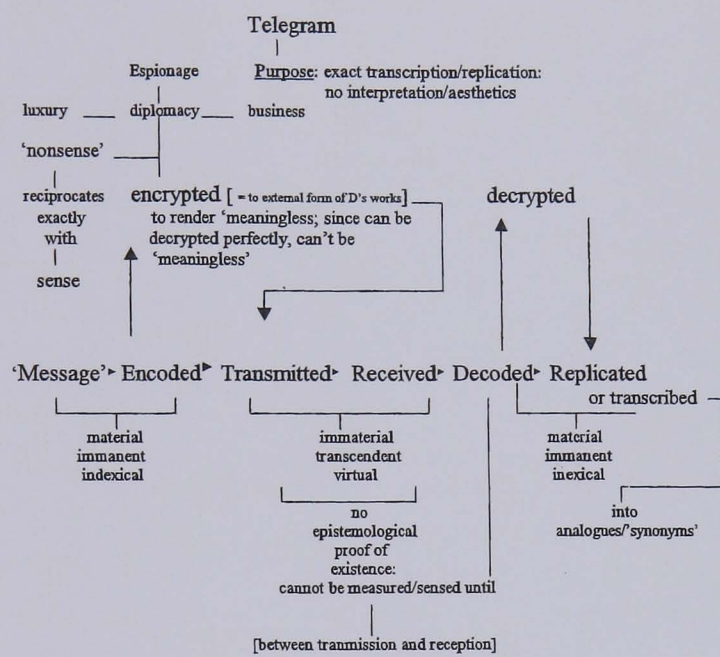 Telegram
Espionage
Purpose: exact transcription/replication:
no interpretation/aesthetics
luxury diplomacy business
'nonsense'
reciprocates
exactly
with
sense
encrypted [ = to external form of D's works]
to render 'meaningless; since can be
decrypted perfectly, can't be
'meaningless'
decrypted
'Message' Encoded Transmitted Received Decoded Replicated
or transcribed
material
immanent
indexical
immaterial
transcendent
virtual
material
immanent
inexical
no
epistemological
proof of
existence:
cannot be measured/sensed until
into
analogues/'synonyms'
[between tranmission and reception]